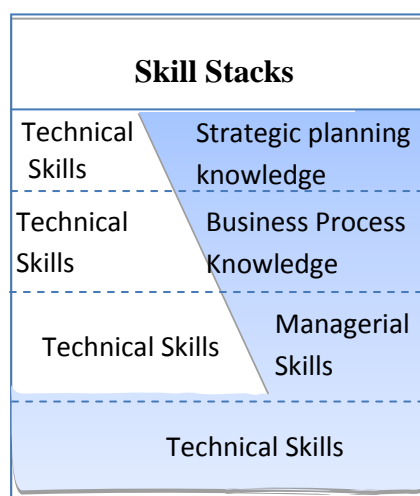 Skill Stacks
Technical
Skills
Strategic planning
knowledge
Technical
Skills
Business Process
Knowledge
Technical Skills
Managerial
Skills
Technical Skills